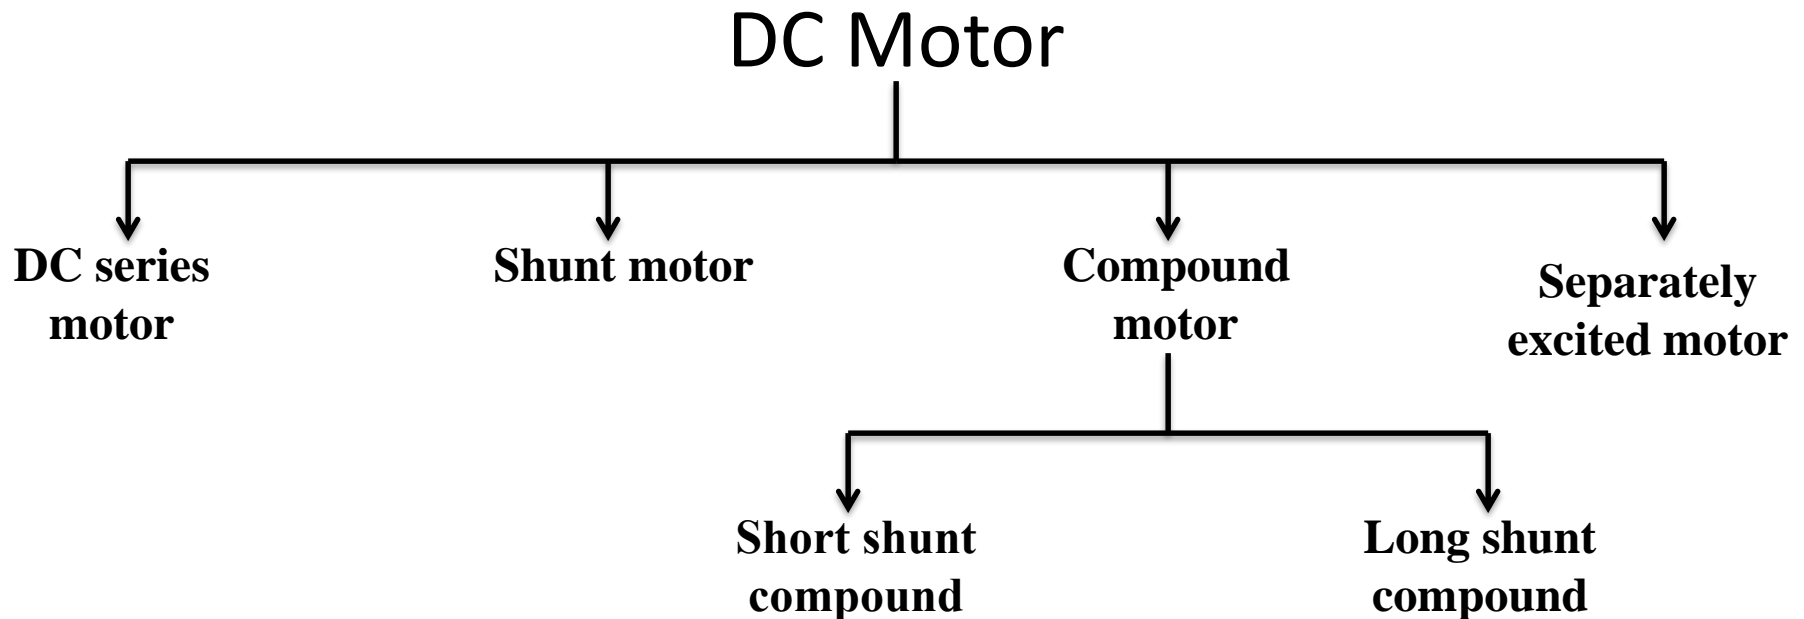 DC Motor
DC series
motor
Shunt motor
Compound
motor
Separately
excited motor
Short shunt
compound
Long shunt
compound